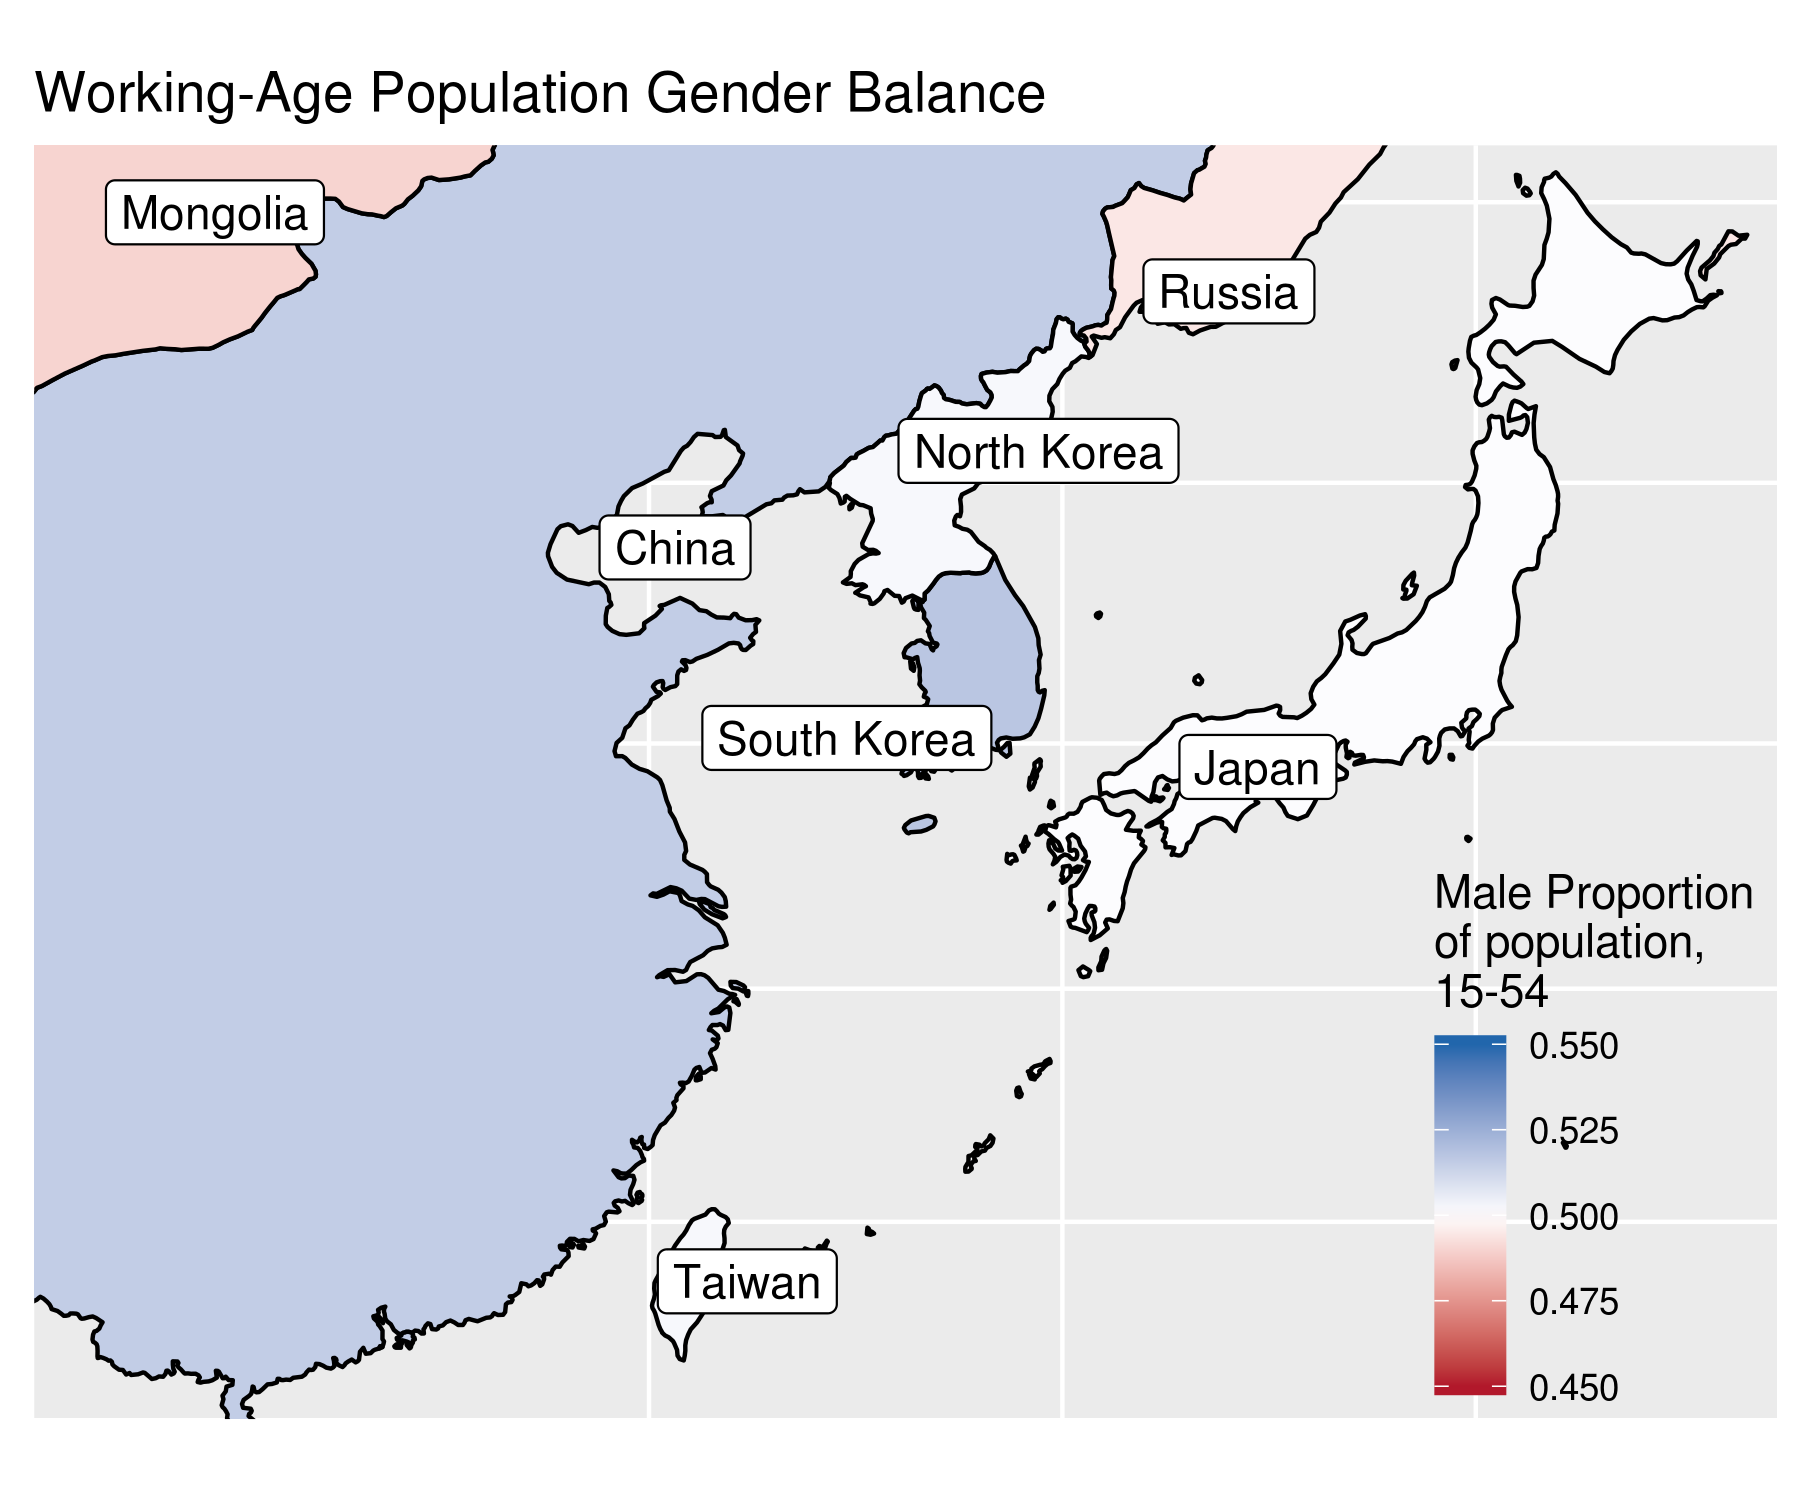 Working-Age Population Gender Balance
Mongolia
Russia
North Korea
China
South Korea
Japan
Taiwan
Male Proportion
of population,
15-54
0.550
0.525
0.500
0.475
0.450